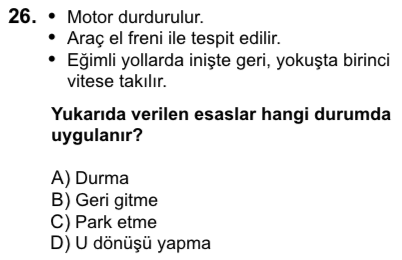 26. • Motor durdurulur.
• Araç el freni ile tespit edilir.
• Eğimli yollarda inişte geri, yokuşta birinci
vitese takılır.
Yukarıda verilen esaslar hangi durumda
uygulanır?
A) Durma
B) Geri gitme
C) Park etme
D) U dönüşü yapma